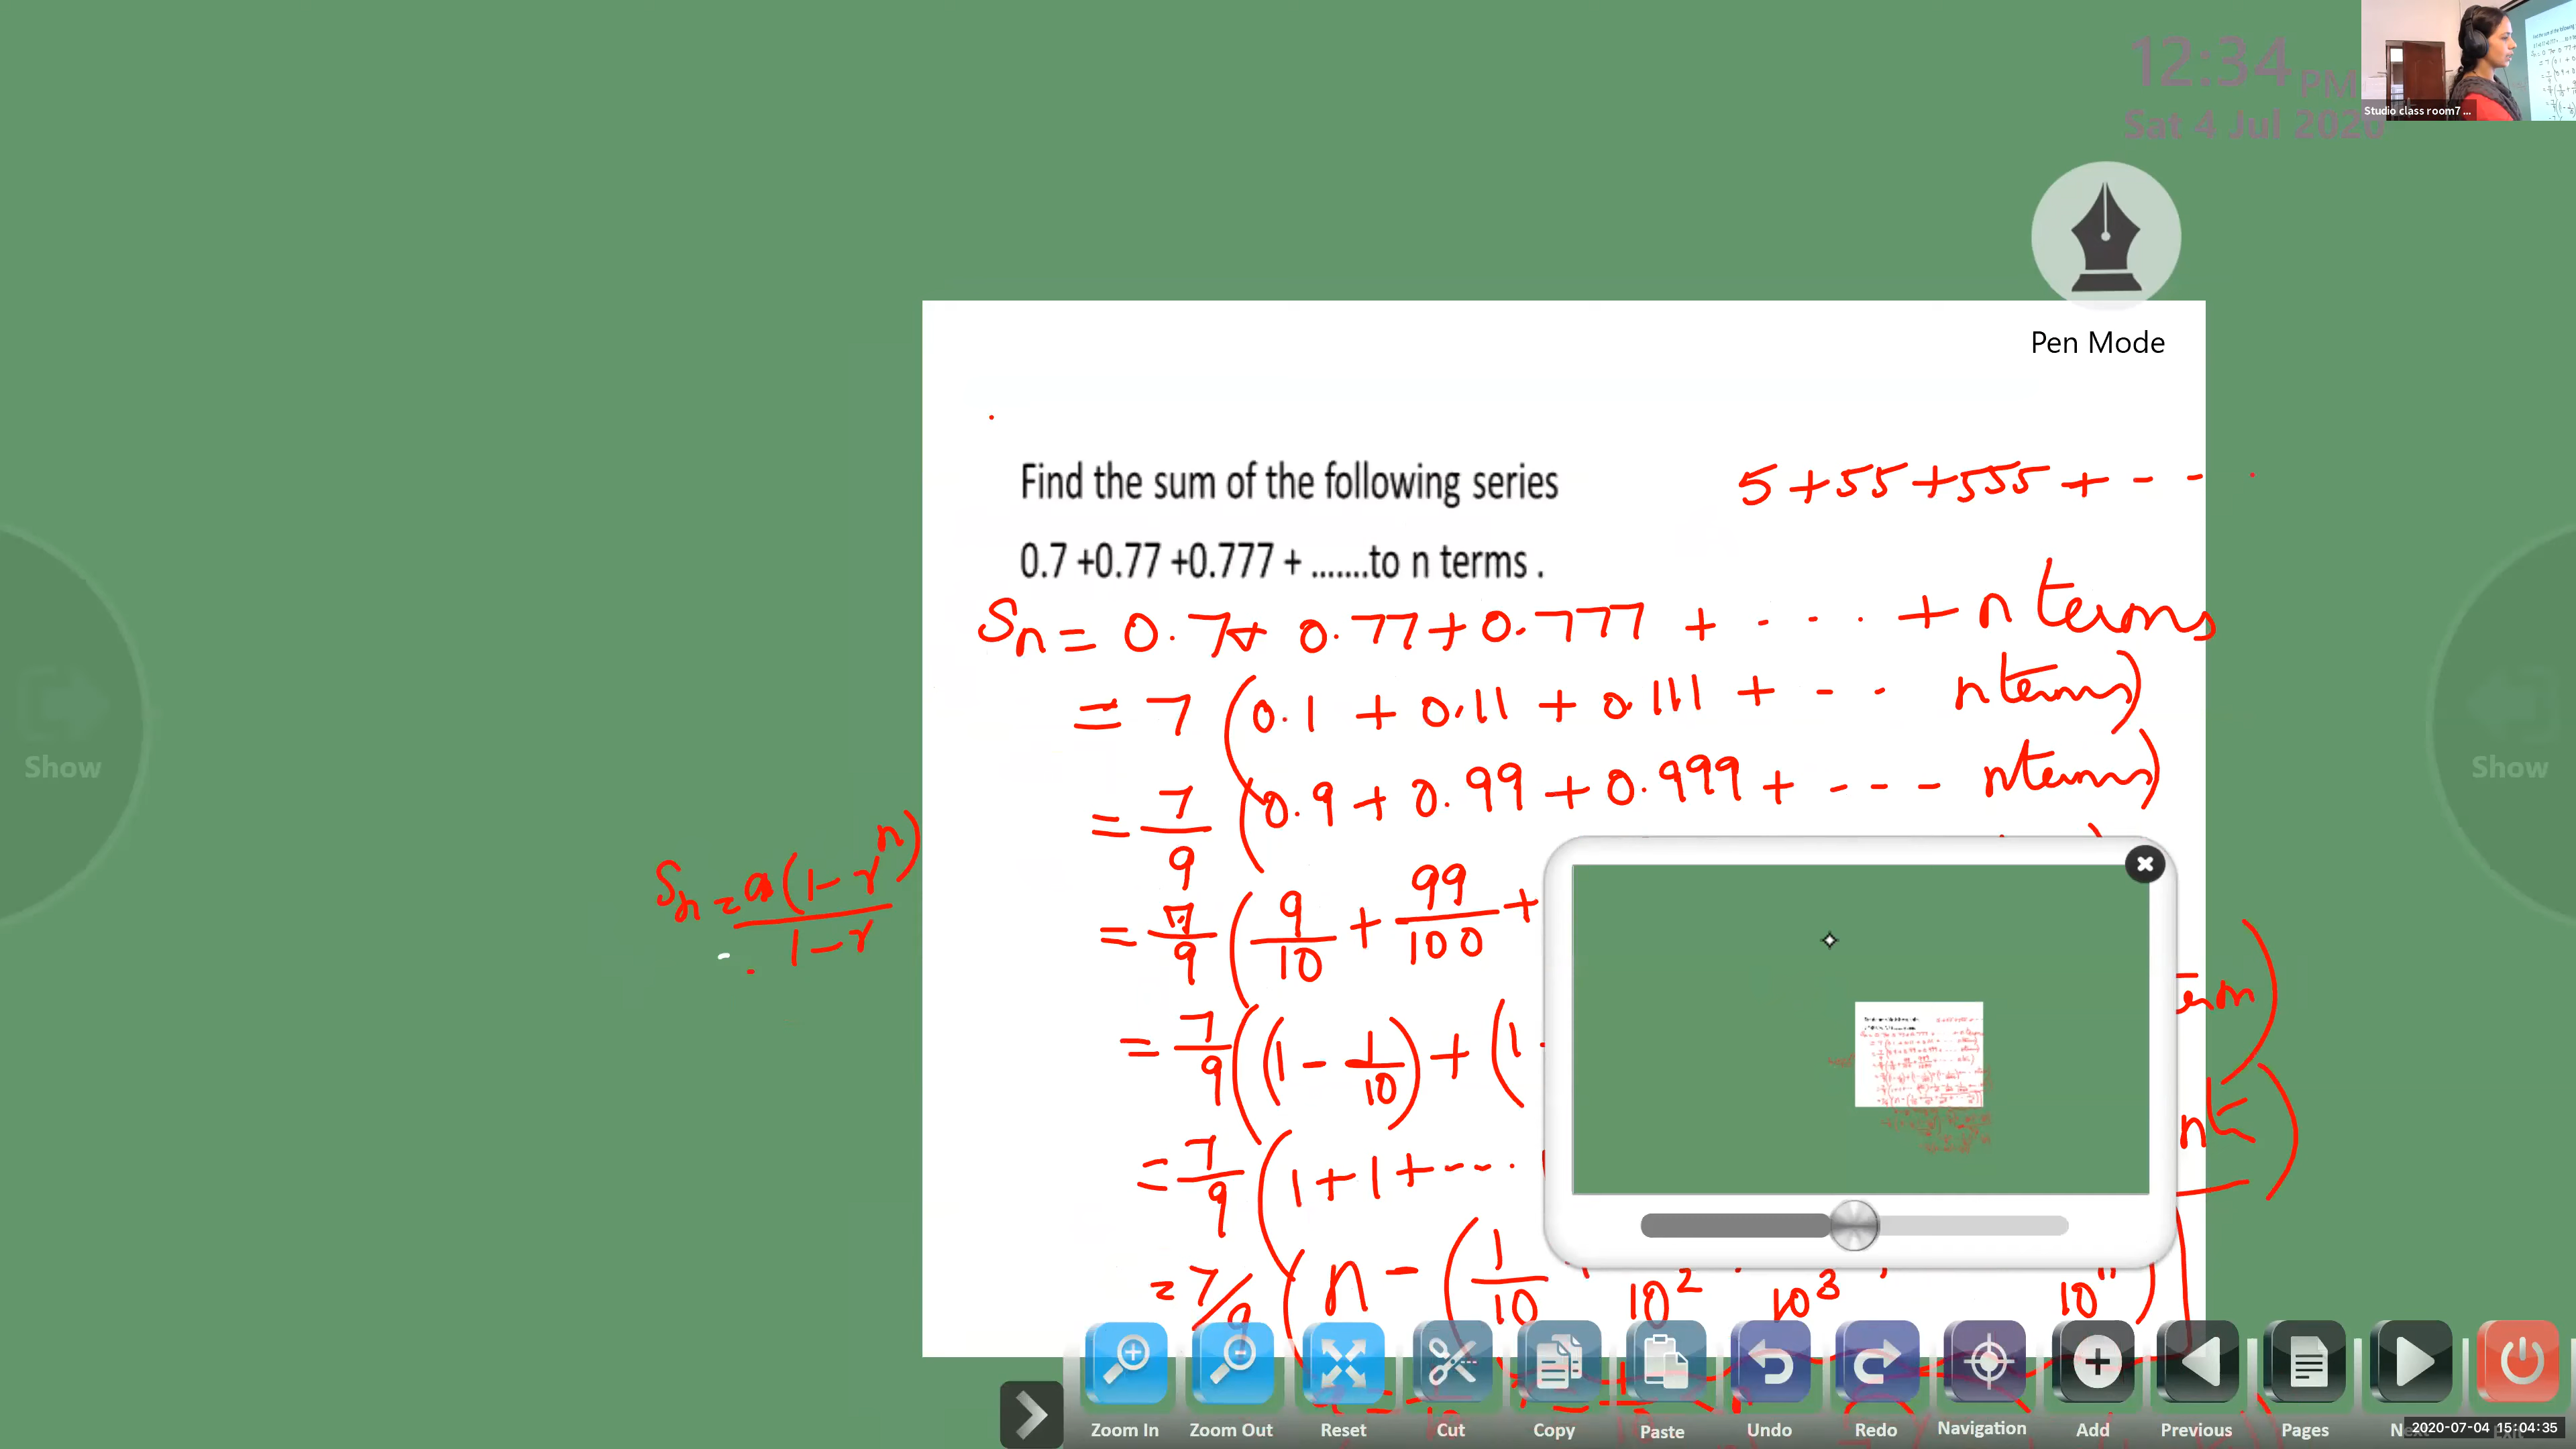 12:34 PM
Sat 4 Jul 2020
Studio class room7 ...
Pen Mode
Find the sum of the following series
5 + 55 + 555 + - - .
0.7 +0.77 +0.777 + .......to n terms .
Sn = 0.7 + 0.77 + 0.777 + . . . + n terms
= 7 (0.1 + 0.11 + 0.111 + - - n terms)
= 7/9 (0.9 + 0.99 + 0.999 + - - - n terms)
Sn = a(1-r^n)/1-r
= 7/9 (9/10 + 99/100 +
= 7/9 ((1 - 1/10) + (1
= 7/9 (1+1+----
= 7/9 (n - (1/10 10^2 10^3 10^n)
Show
Show
Zoom In
Zoom Out
Reset
Cut
Copy
Paste
Undo
Redo
Navigation
Add
Previous
Pages
2020-07-04 15:04:35